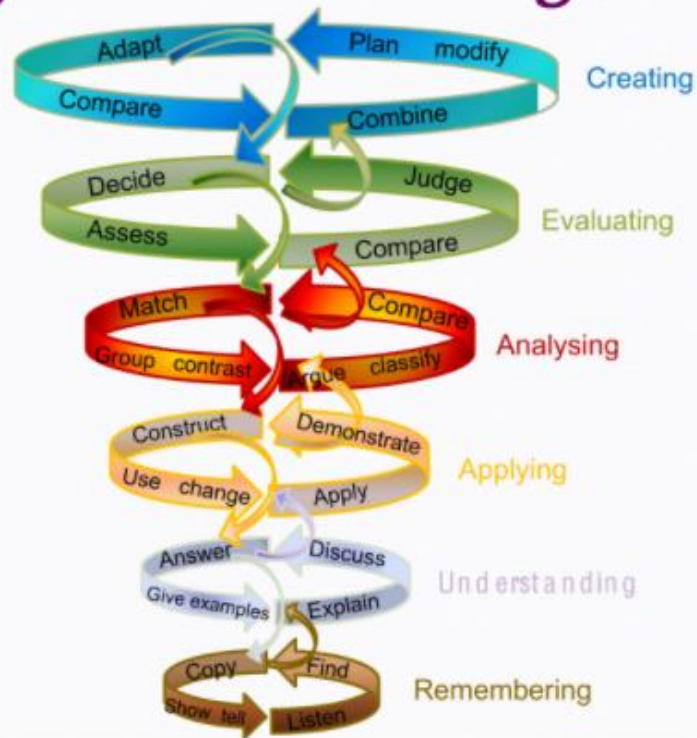 Adapt Plan modify
Creating
Compare Combine
Decide Judge
Evaluating
Assess Compare
Match Compare
Analysing
Group contrast Argue classify
Construct Demonstrate
Applying
Use change Apply
Answer Discuss
Understanding
Give examples Explain
Copy Find
Remembering
Show tell Listen